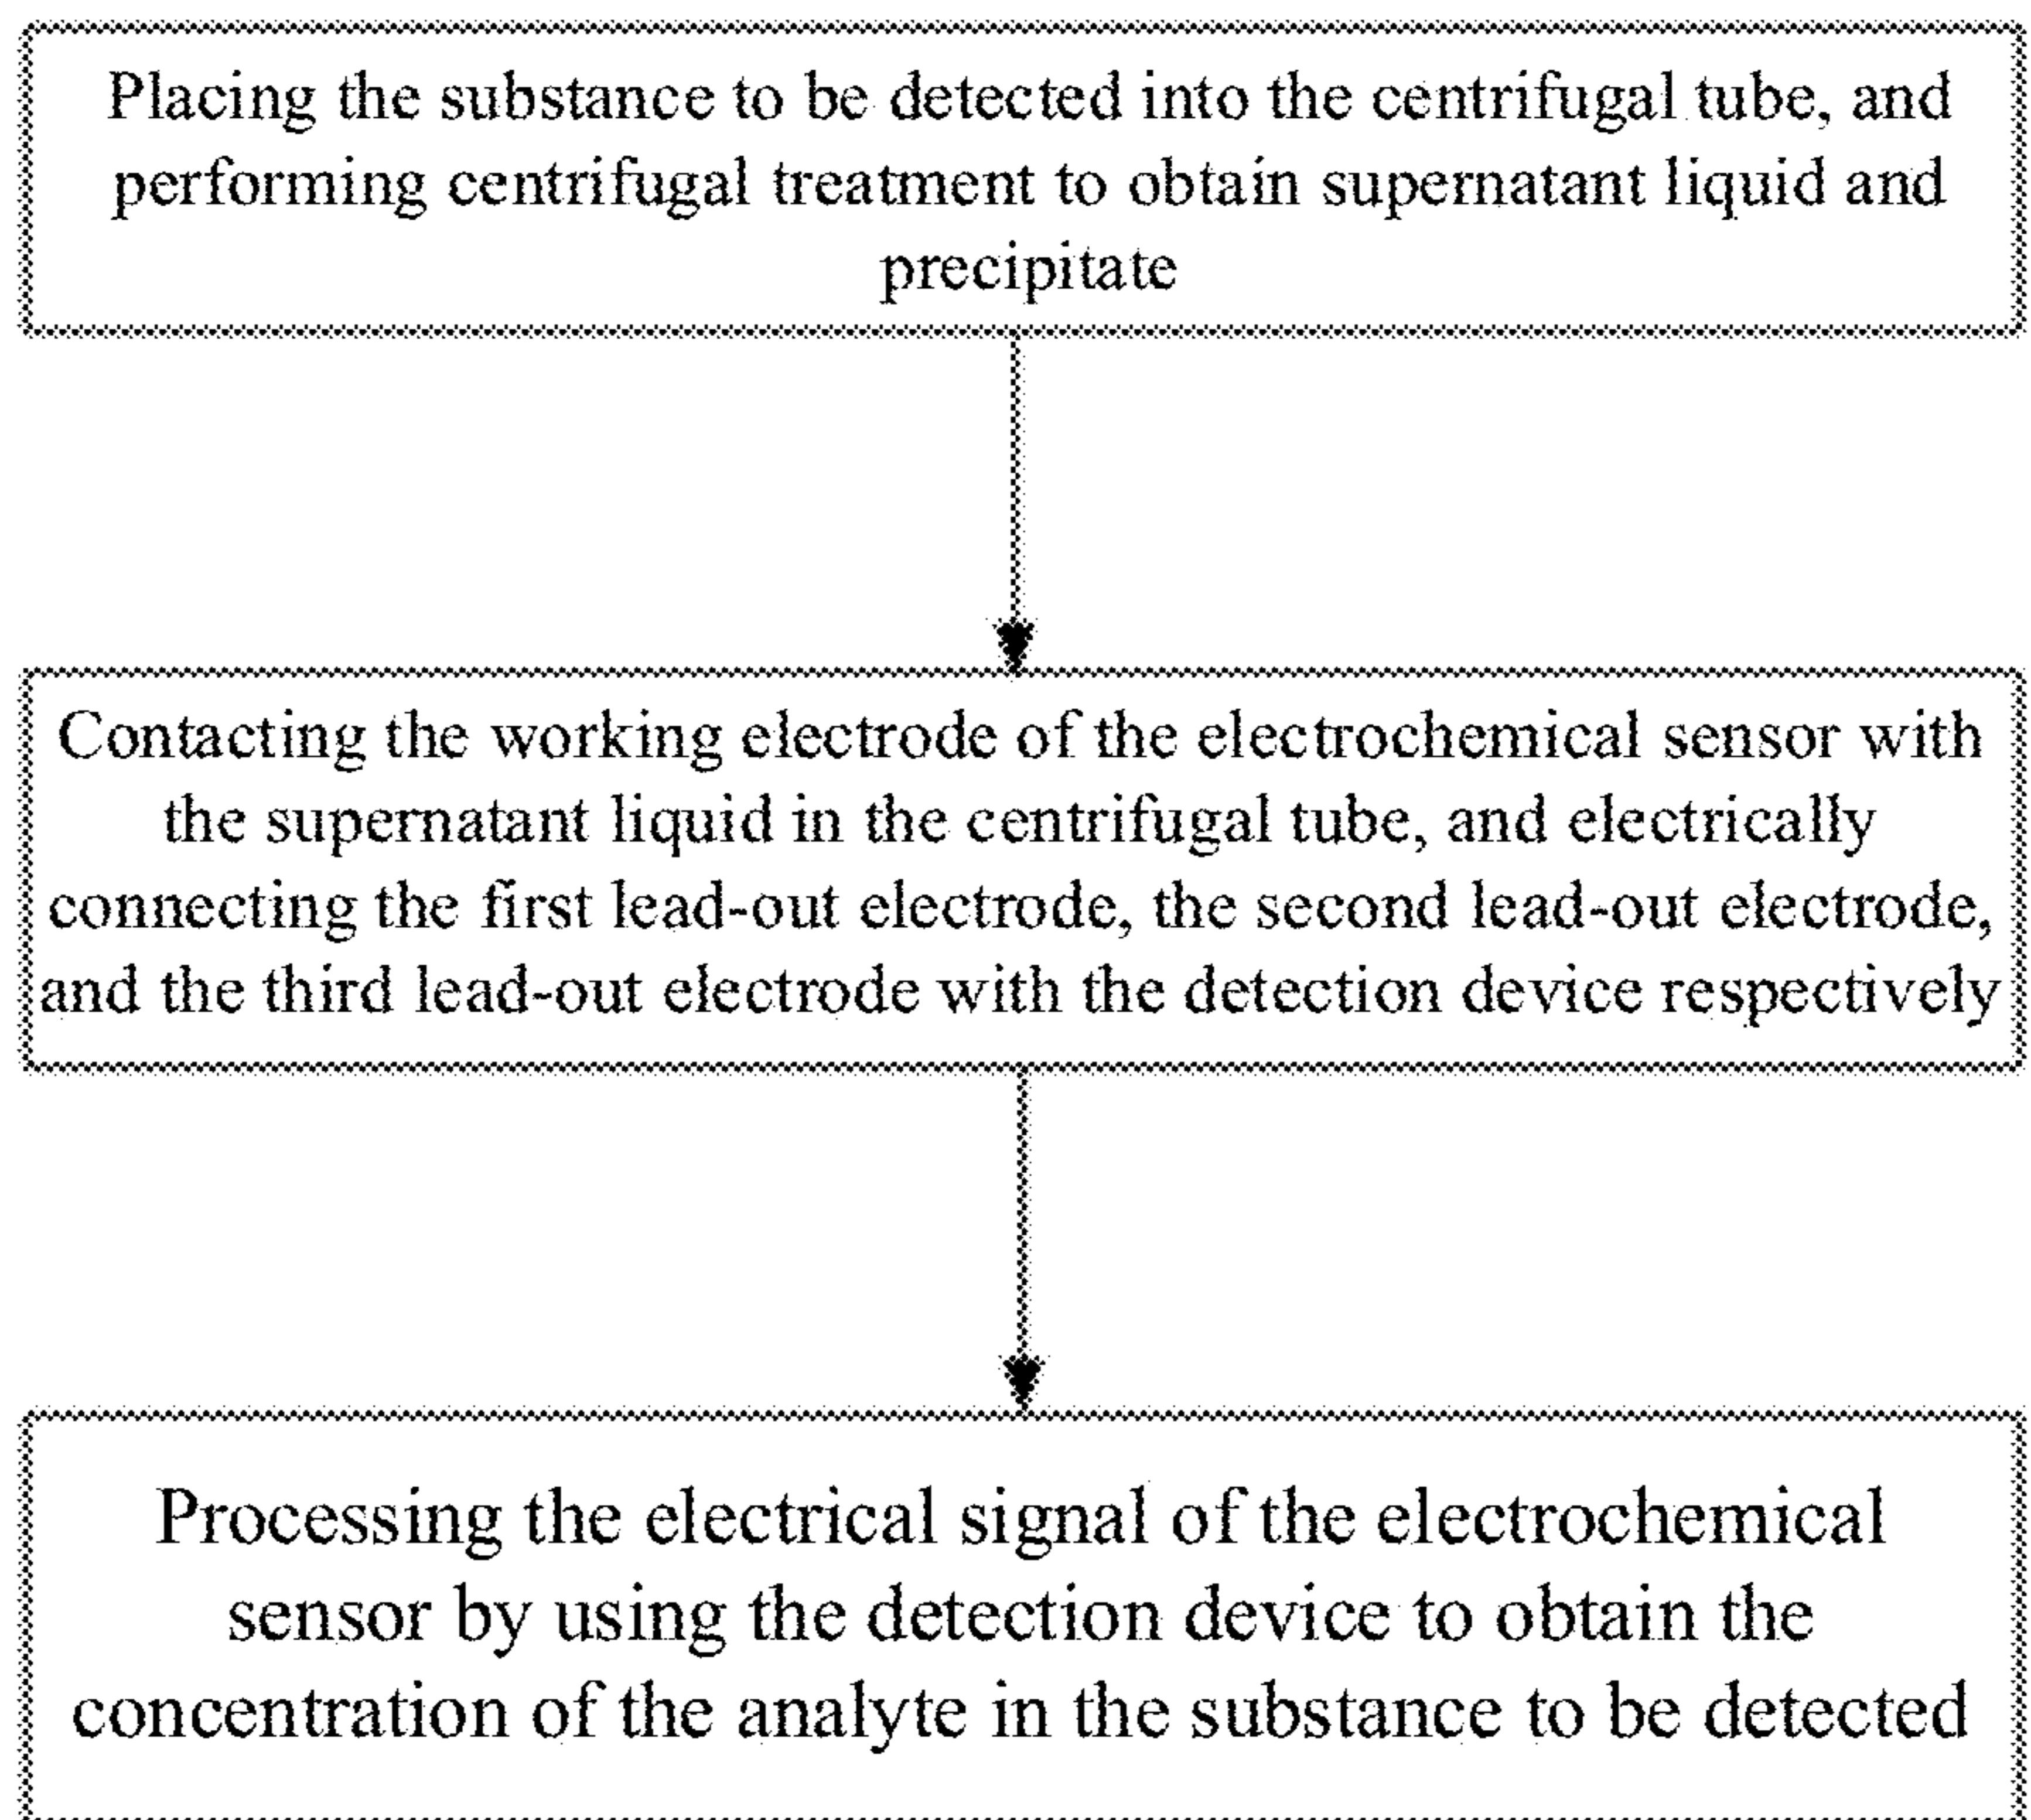 Placing the substance to be detected into the centrifugal tube, and
performing centrifugal treatment to obtain supernatant liquid and
precipitate
Contacting the working electrode of the electrochemical sensor with
the supernatant liquid in the centrifugal tube, and electrically
connecting the first lead-out electrode, the second lead-out electrode,
and the third lead-out electrode with the detection device respectively
Processing the electrical signal of the electrochemical
sensor by using the detection device to obtain the
concentration of the analyte in the substance to be detected